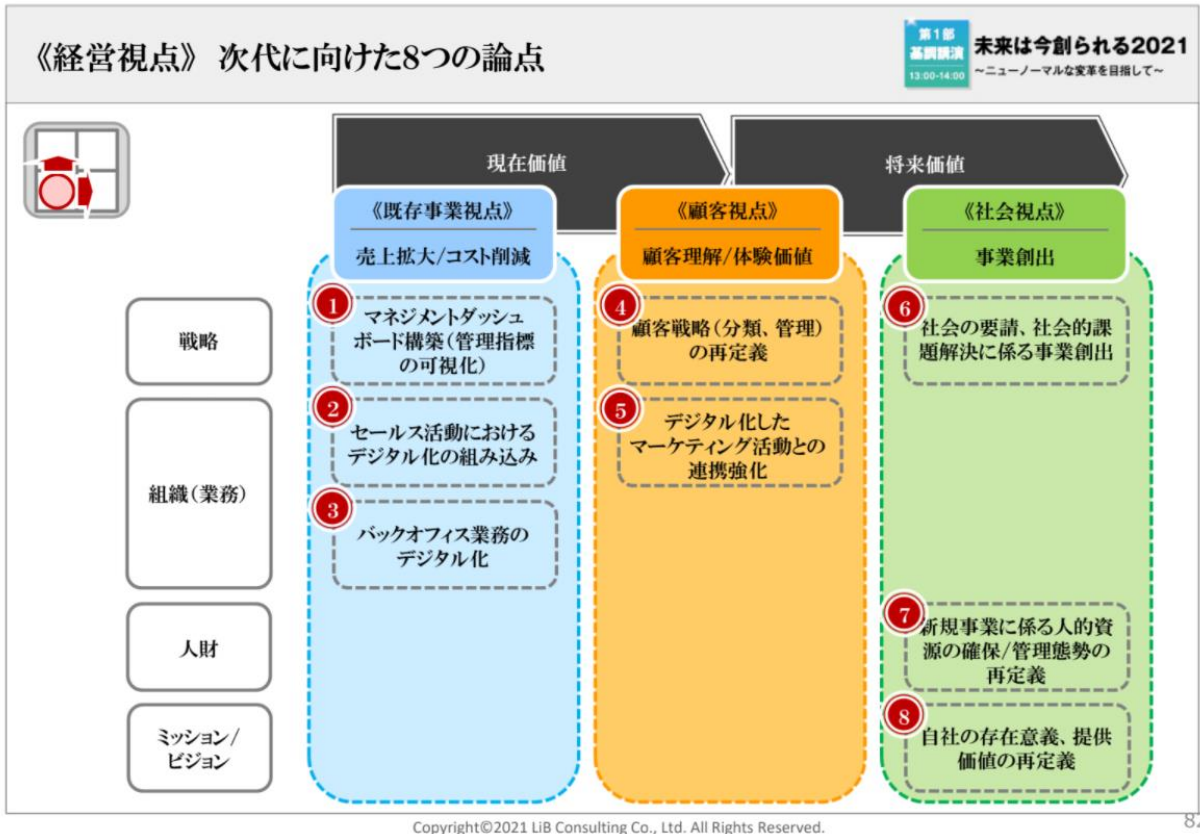 《経営視点》 次代に向けた8つの論点
第1部
基調講演
13:00-14:00
未来は今創られる2021
～ニューノーマルな変革を目指して～
現在価値
将来価値
《既存事業視点》
売上拡大/コスト削減
《顧客視点》
顧客理解/体験価値
《社会視点》
事業創出
戦略
1
マネジメントダッシュ
ボード構築(管理指標
の可視化)
4
顧客戦略(分類、管理)
の再定義
6
社会の要請、社会的課
題解決に係る事業創出
組織(業務)
2
セールス活動における
デジタル化の組み込み
5
デジタル化した
マーケティング活動との
連携強化
3
バックオフィス業務の
デジタル化
人財
7
新規事業に係る人的資
源の確保/管理態勢の
再定義
ミッション/
ビジョン
8
自社の存在意義、提供
価値の再定義
Copyright©2021 LiB Consulting Co., Ltd. All Rights Reserved.
8